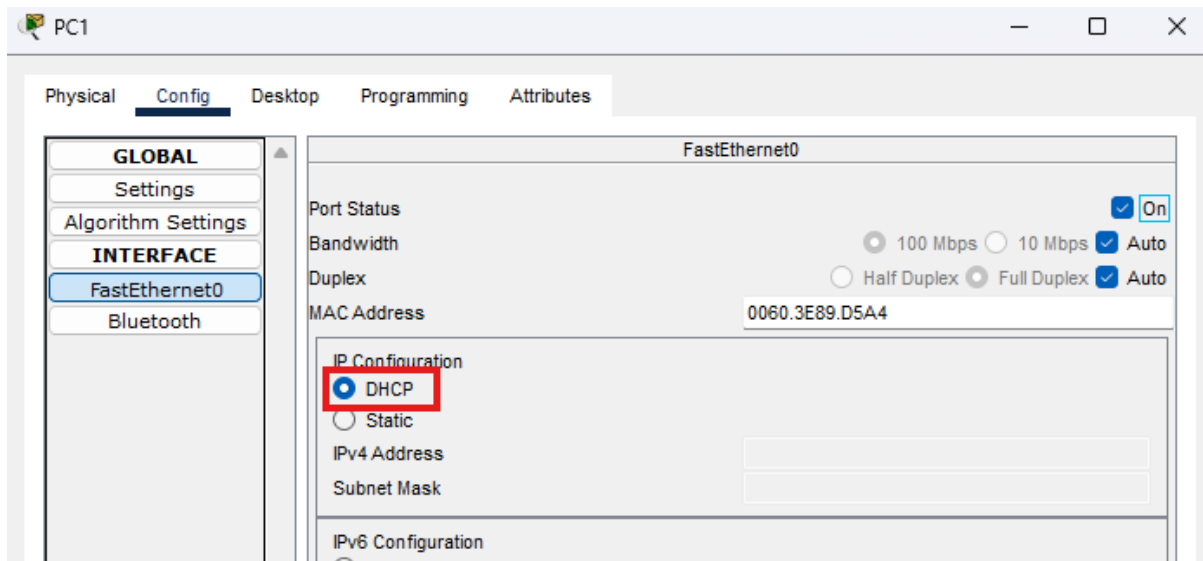 PC1
Physical Config Desktop Programming Attributes
GLOBAL
Settings
Algorithm Settings
INTERFACE
FastEthernet0
Bluetooth
FastEthernet0
Port Status On
Bandwidth 100 Mbps 10 Mbps Auto
Duplex Half Duplex Full Duplex Auto
MAC Address 0060.3E89.D5A4
IP Configuration
DHCP
Static
IPv4 Address
Subnet Mask
IPv6 Configuration